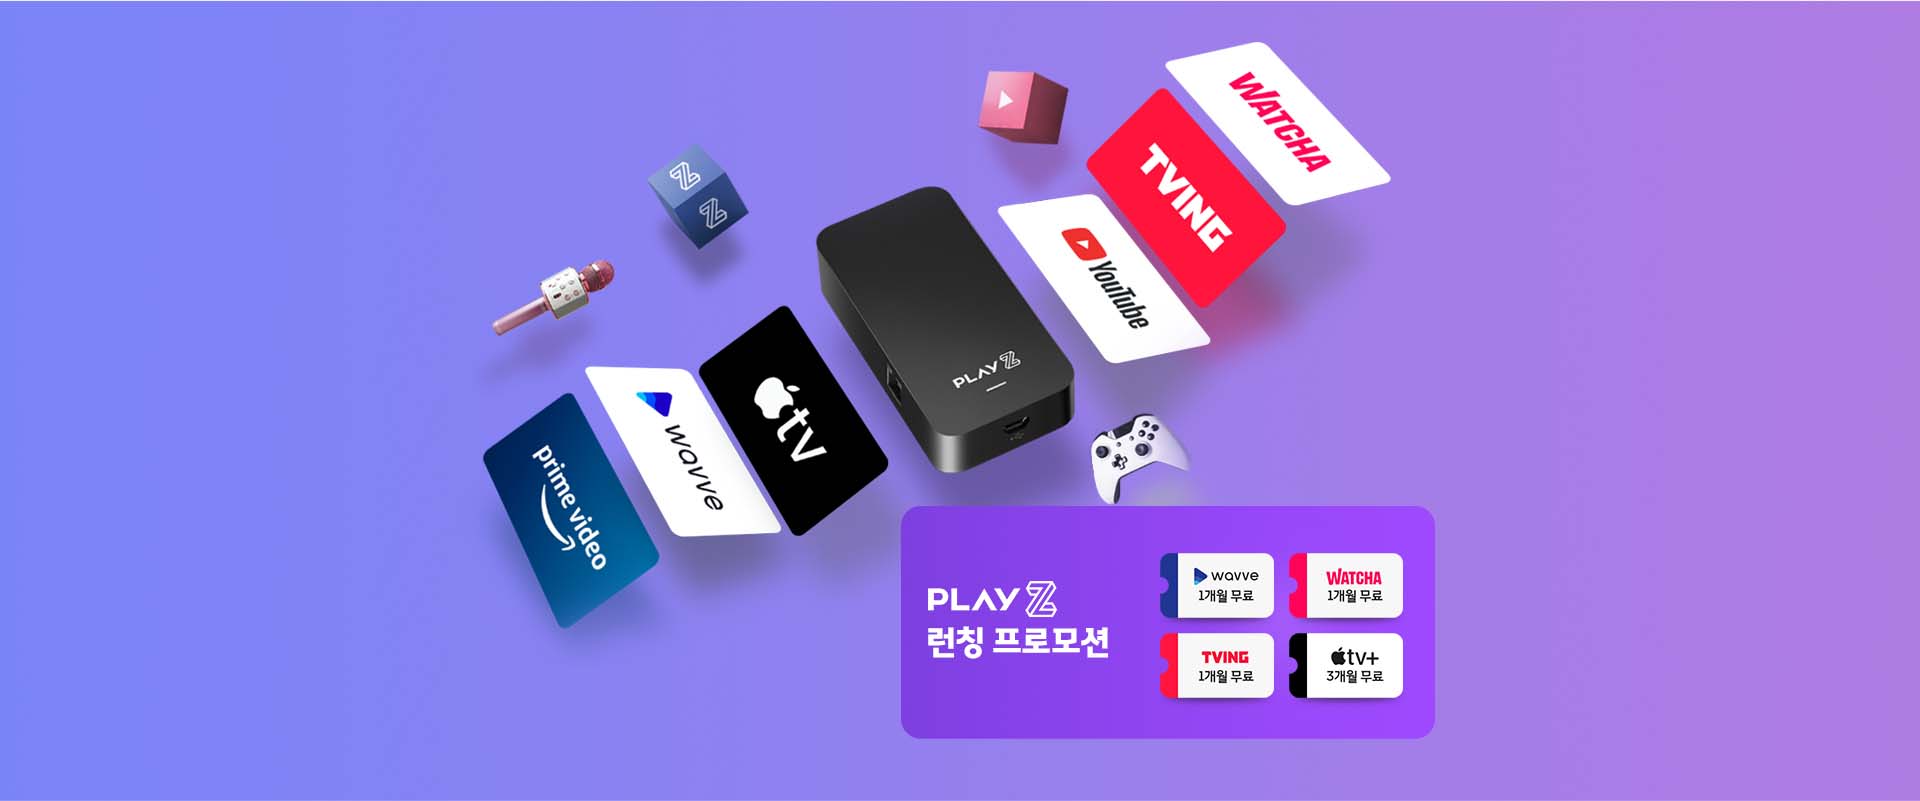 WATCHA
TVING
YouTube
Z
Z
PLAY Z
tv
wavve
prime video
PLAY Z
런칭 프로모션
wavve
1개월 무료
WATCHA
1개월 무료
TVING
1개월 무료
tv+
3개월 무료